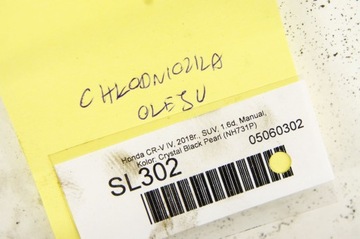 CHŁODNICZKA
OLEJU
Honda CR-V IV, 2018r., SUV, 1.6d, Manual,
Kolor: Crystal Black Pearl (NH731P)
SL302
05060302